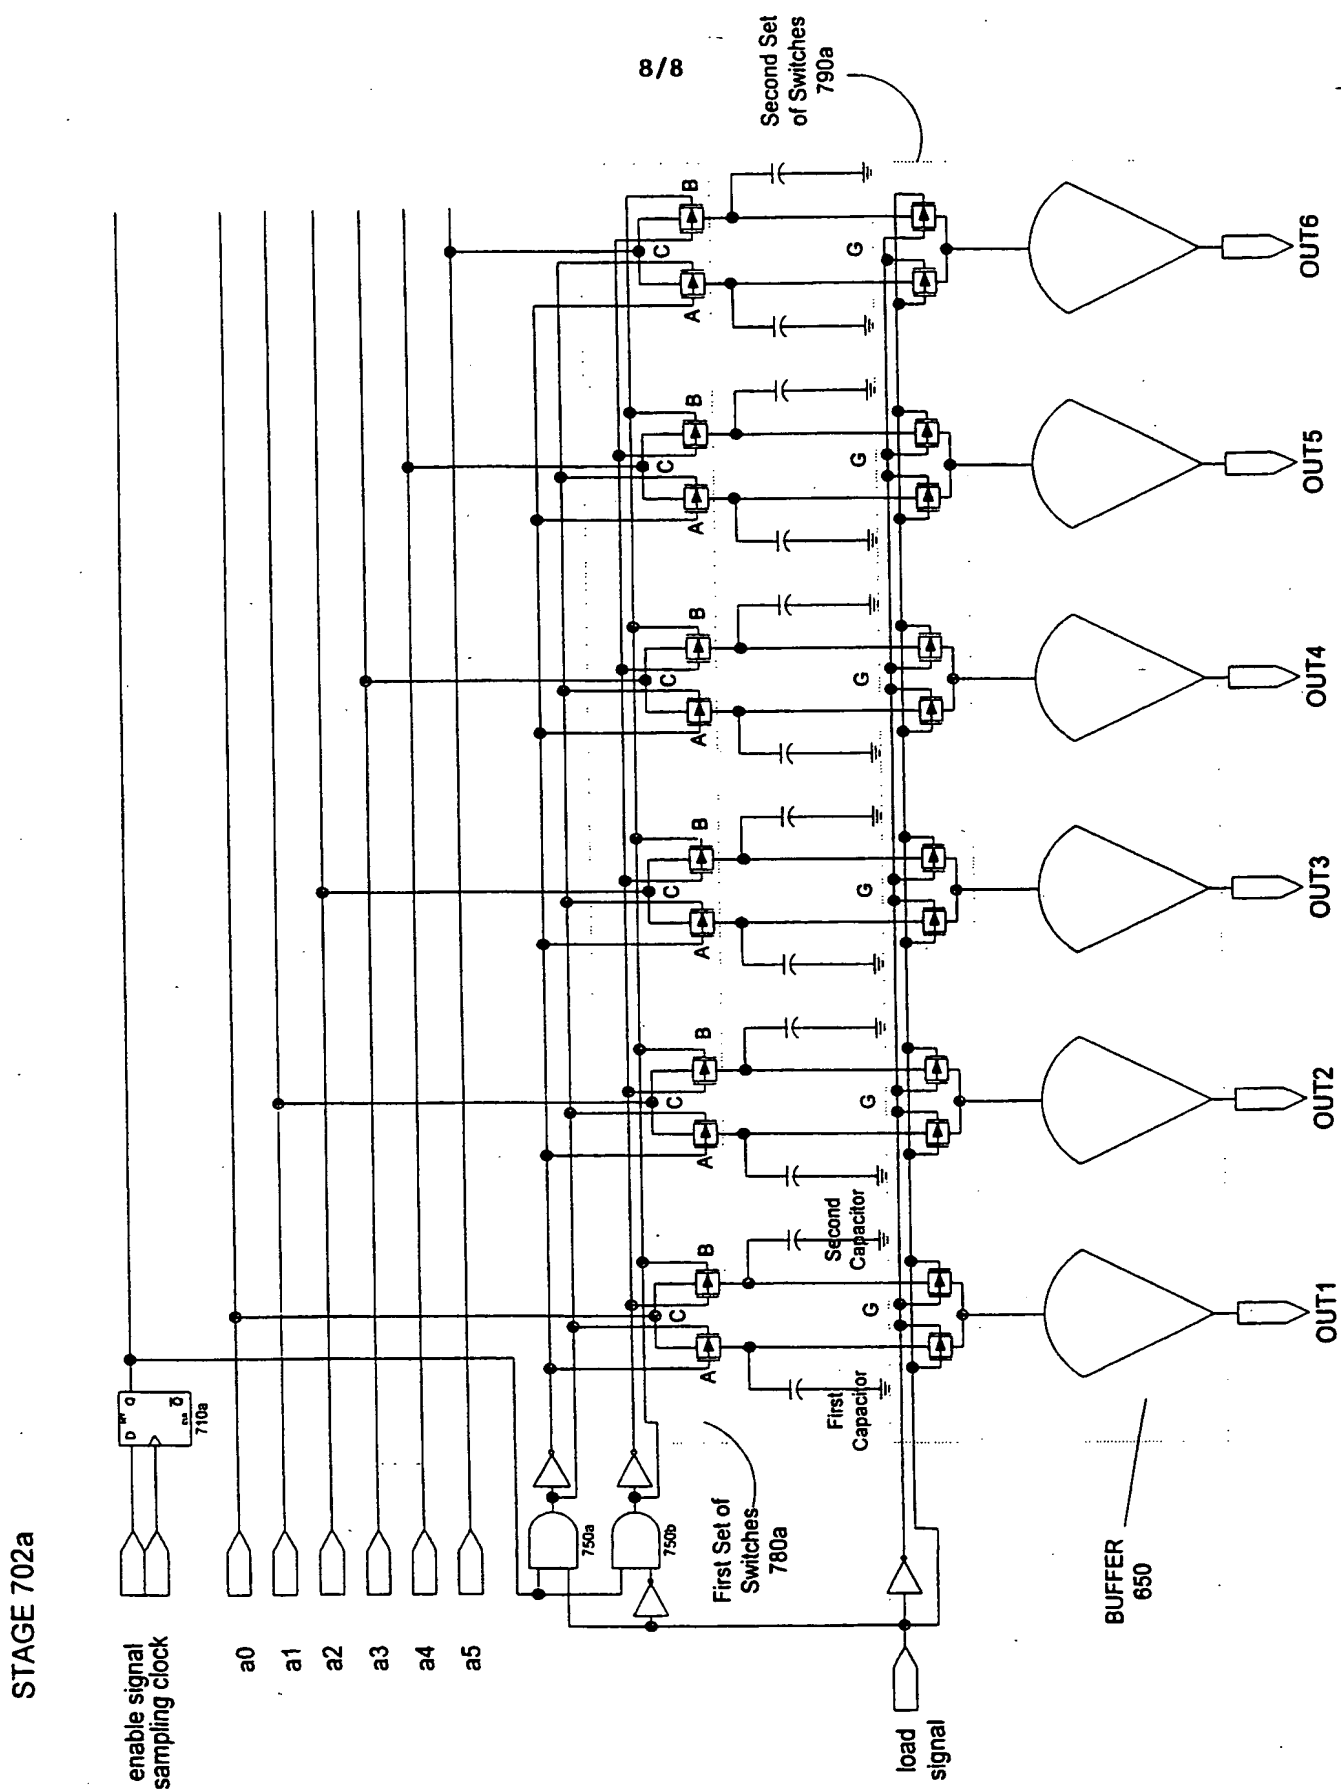 8/8
STAGE 702a
enable signal
sampling clock
D
Q
Q
710a
a0
a1
a2
a3
a4
a5
750a
750b
First Set of
Switches
780a
Second Set
of Switches
790a
A
C
B
A
C
B
A
C
B
A
C
B
A
C
B
A
C
B
First
Capacitor
Second
Capacitor
G
G
G
G
G
G
load
signal
BUFFER
650
OUT1
OUT2
OUT3
OUT4
OUT5
OUT6